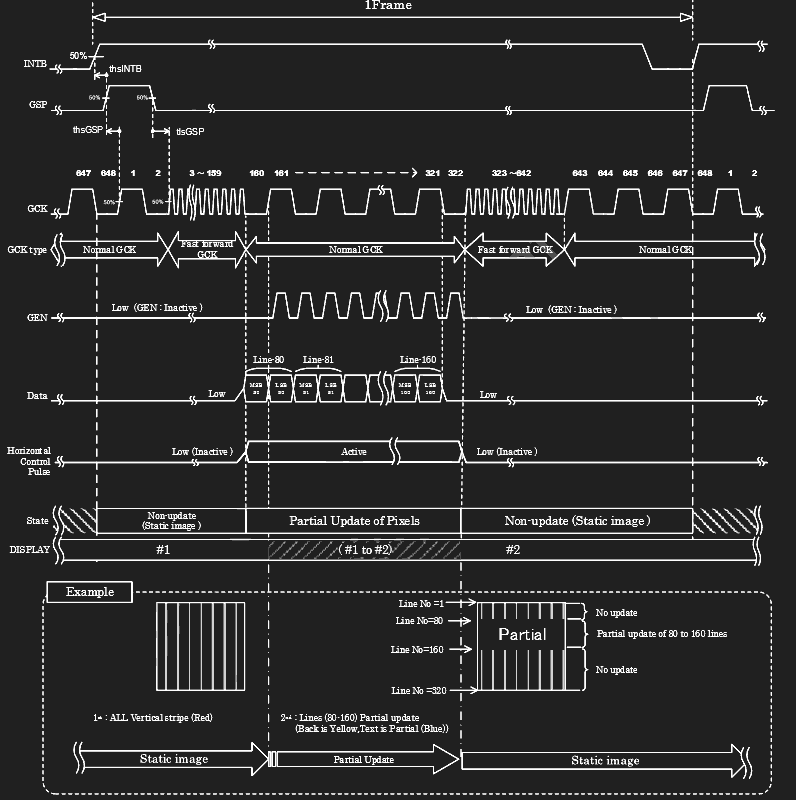 1Frame
50%
INTB
thsINTB
50%
50%
GSP
thsGSP
tlsGSP
647 648 1 2 3 ~ 159 160 161 321 322 323 ~642 643 644 645 646 647 648 1 2
50%
50%
GCK
GCK type
Normal GCK
Fast forward GCK
Normal GCK
Fast forward GCK
Normal GCK
Low (GEN : Inactive )
Low (GEN : Inactive )
GEN
Line-80 Line-81 Line-160
Low
MSB 80
LSB 80
MSB 81
LSB 81
MSB 160
LSB 160
Low
Data
Horizontal
Control
Pulse
Low (Inactive )
Active
Low (Inactive )
State
Non-update
(Static image )
Partial Update of Pixels
Non-update (Static image )
DISPLAY
#1
( #1 to #2)
#2
Example
Line No =1
Line No=80
Line No=160
Line No =320
Partial
No update
Partial update of 80 to 160 lines
No update
: ALL Vertical stripe (Red)
: Lines (80-160) Partial update
(Back is Yellow,Text is Partial (Blue))
Static image
Partial Update
Static image